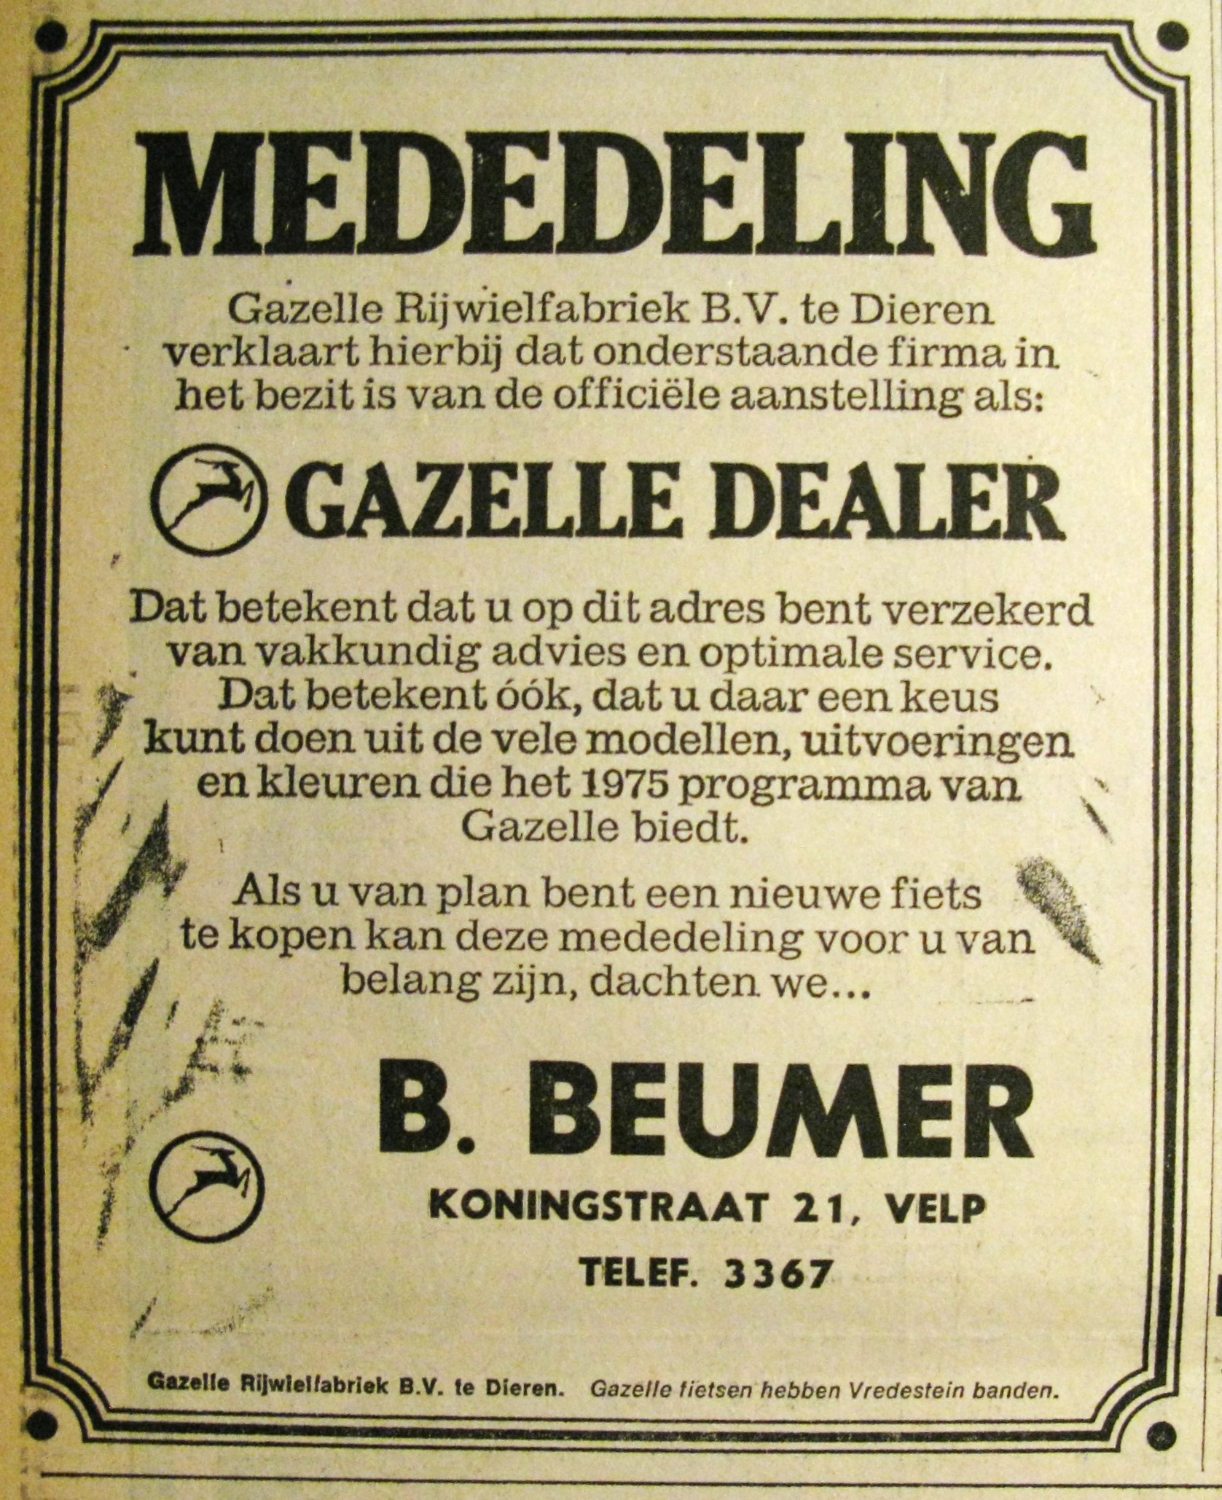 MEDEDELING
Gazelle Rijwielfabriek B.V. te Dieren
verklaart hierbij dat onderstaande firma in
het bezit is van de officiële aanstelling als:
GAZELLE DEALER
Dat betekent dat u op dit adres bent verzekerd
van vakkundig advies en optimale service.
Dat betekent óók, dat u daar een keus
kunt doen uit de vele modellen, uitvoeringen
en kleuren die het 1975 programma van
Gazelle biedt.
Als u van plan bent een nieuwe fiets
te kopen kan deze mededeling voor u van
belang zijn, dachten we...
B. BEUMER
KONINGSTRAAT 21, VELP
TELEF. 3367
Gazelle Rijwielfabriek B.V. te Dieren. Gazelle fietsen hebben Vredestein banden.